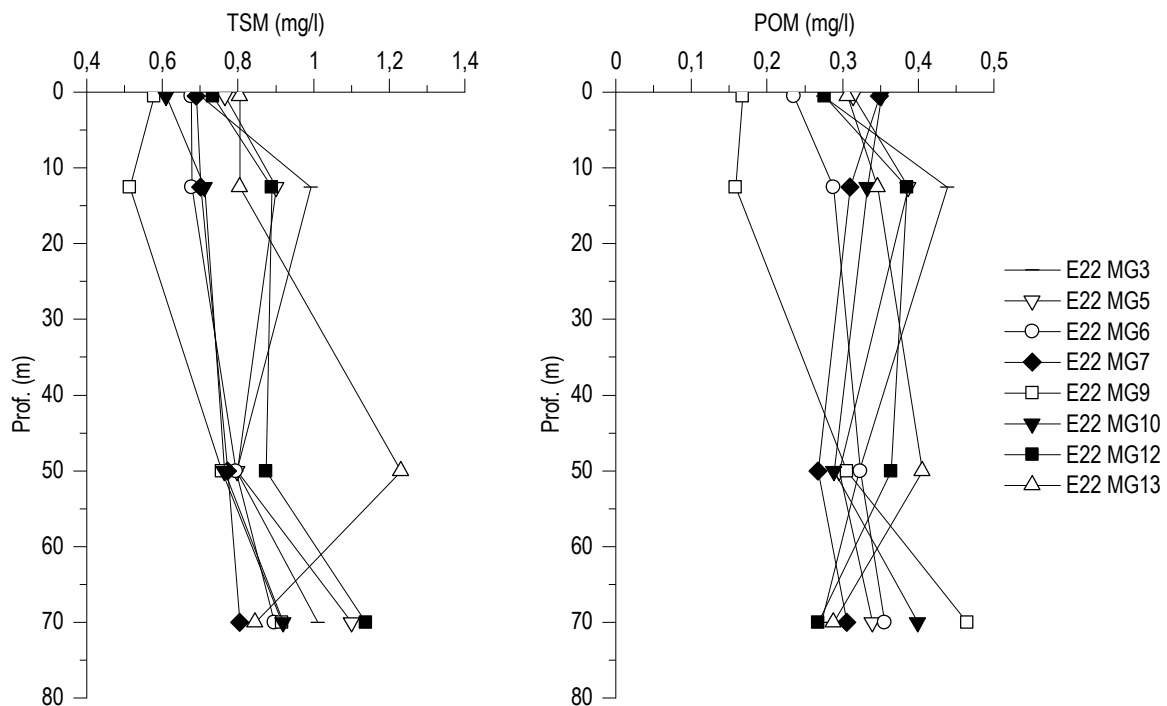 TSM (mg/l)
0,4 0,6 0,8 1 1,2 1,4
0
10
20
30
40
50
60
70
80
Prof. (m)
POM (mg/l)
0 0,2 0,3 0,4 0,5
0
10
20
30
40
50
60
70
80
Prof. (m)
E22 MG3
E22 MG5
E22 MG6
E22 MG7
E22 MG9
E22 MG10
E22 MG12
E22 MG13